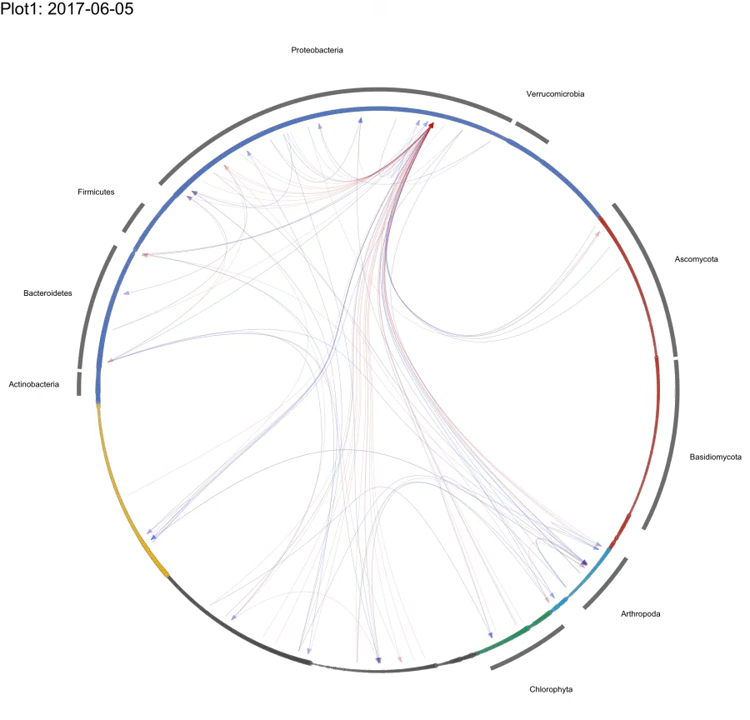 Plot1: 2017-06-05
Proteobacteria
Verrucomicrobia
Firmicutes
Ascomycota
Bacteroidetes
Actinobacteria
Basidiomycota
Arthropoda
Chlorophyta